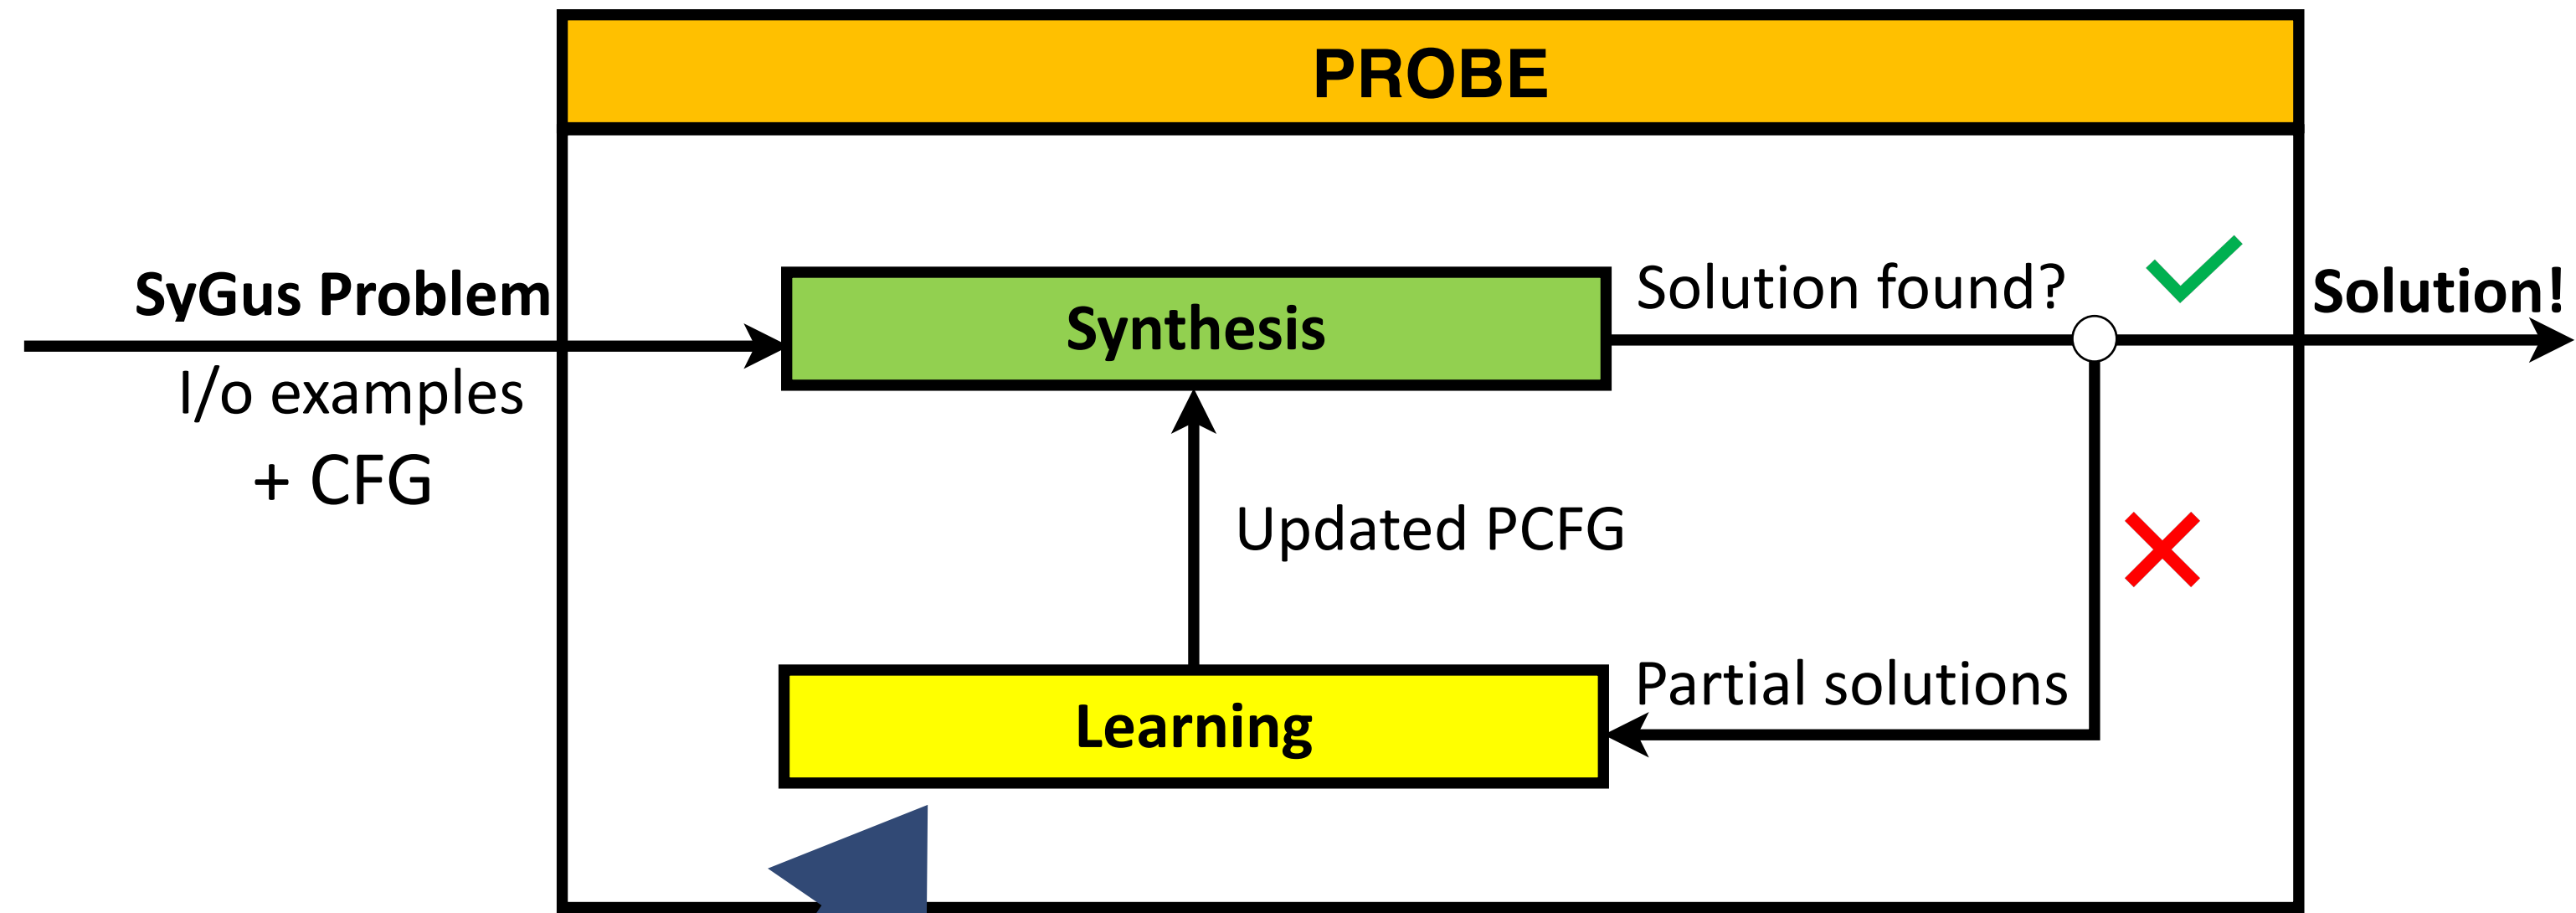 PROBE
SyGus Problem
I/o examples
+ CFG
Synthesis
Solution found?
Solution!
Updated PCFG
Learning
Partial solutions